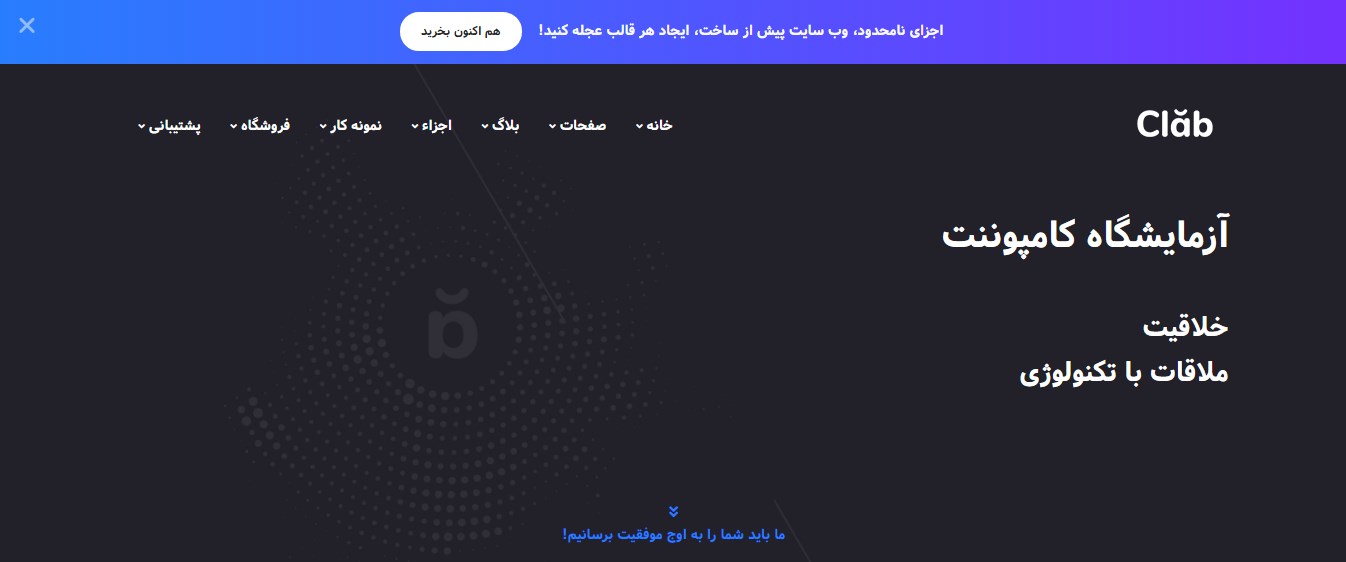 اجزای نامحدود، وب سایت پیش از ساخت، ایجاد هر قالب عجله کنید!
هم اکنون بخرید
Clăb
خانه
صفحات
بلاگ
اجزاء
نمونه کار
فروشگاه
پشتیبانی
آزمایشگاه کامپوننت
خلاقیت
ملاقات با تکنولوژی
ă
ما باید شما را به اوج موفقیت برسانیم!